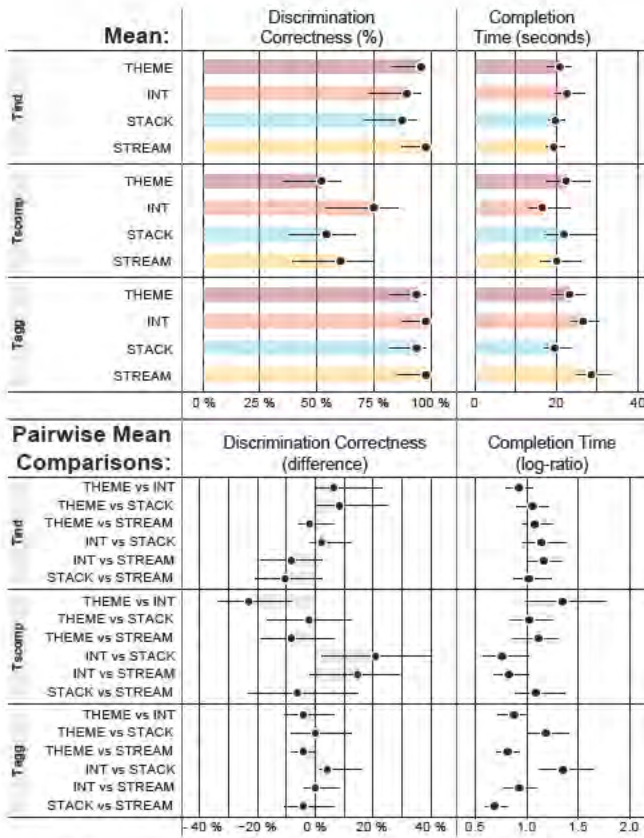 Mean:
Discrimination
Correctness (%)
Completion
Time (seconds)
Tind
THEME
INT
STACK
STREAM
Tscomp
THEME
INT
STACK
STREAM
Tagg
THEME
INT
STACK
STREAM
0 % 50 % 100 % 0 20 40
Pairwise Mean
Comparisons:
Discrimination Correctness
(difference)
Completion Time
(log-ratio)
Tind
THEME vs INT
THEME vs STACK
THEME vs STREAM
INT vs STACK
INT vs STREAM
STACK vs STREAM
Tscomp
THEME vs INT
THEME vs STACK
THEME vs STREAM
INT vs STACK
INT vs STREAM
STACK vs STREAM
Tagg
THEME vs INT
THEME vs STACK
THEME vs STREAM
INT vs STACK
INT vs STREAM
STACK vs STREAM
−40 % −20 % 0 % 20 % 40 % 0.5 1.0 1.5 2.0